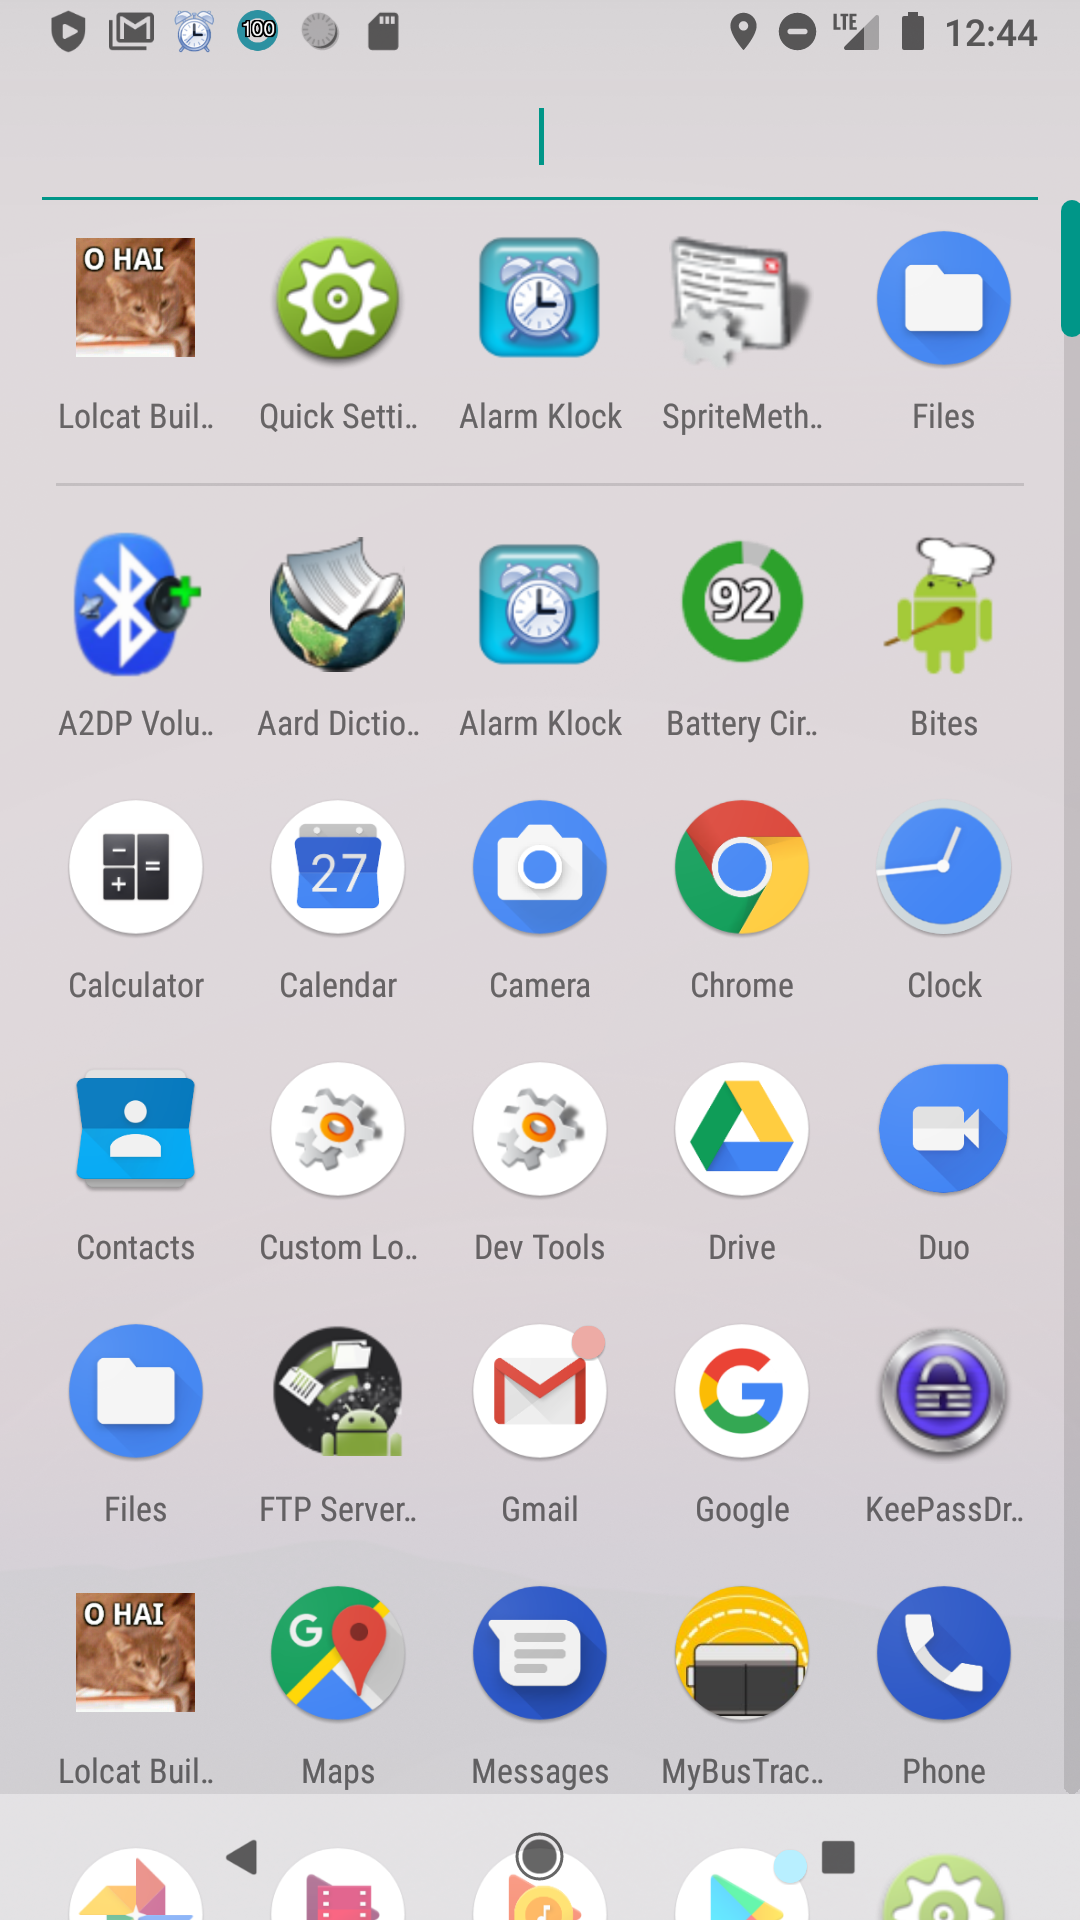 100 LTE 12:44
O HAI
Lolcat Buil.. Quick Setti.. Alarm Klock SpriteMeth.. Files
92
A2DP Volu.. Aard Dictio.. Alarm Klock Battery Cir.. Bites
27
Calculator Calendar Camera Chrome Clock
Contacts Custom Lo.. Dev Tools Drive Duo
Files FTP Server.. Gmail Google KeePassDr..
O HAI G
Lolcat Buil.. Maps Messages MyBusTrac.. Phone